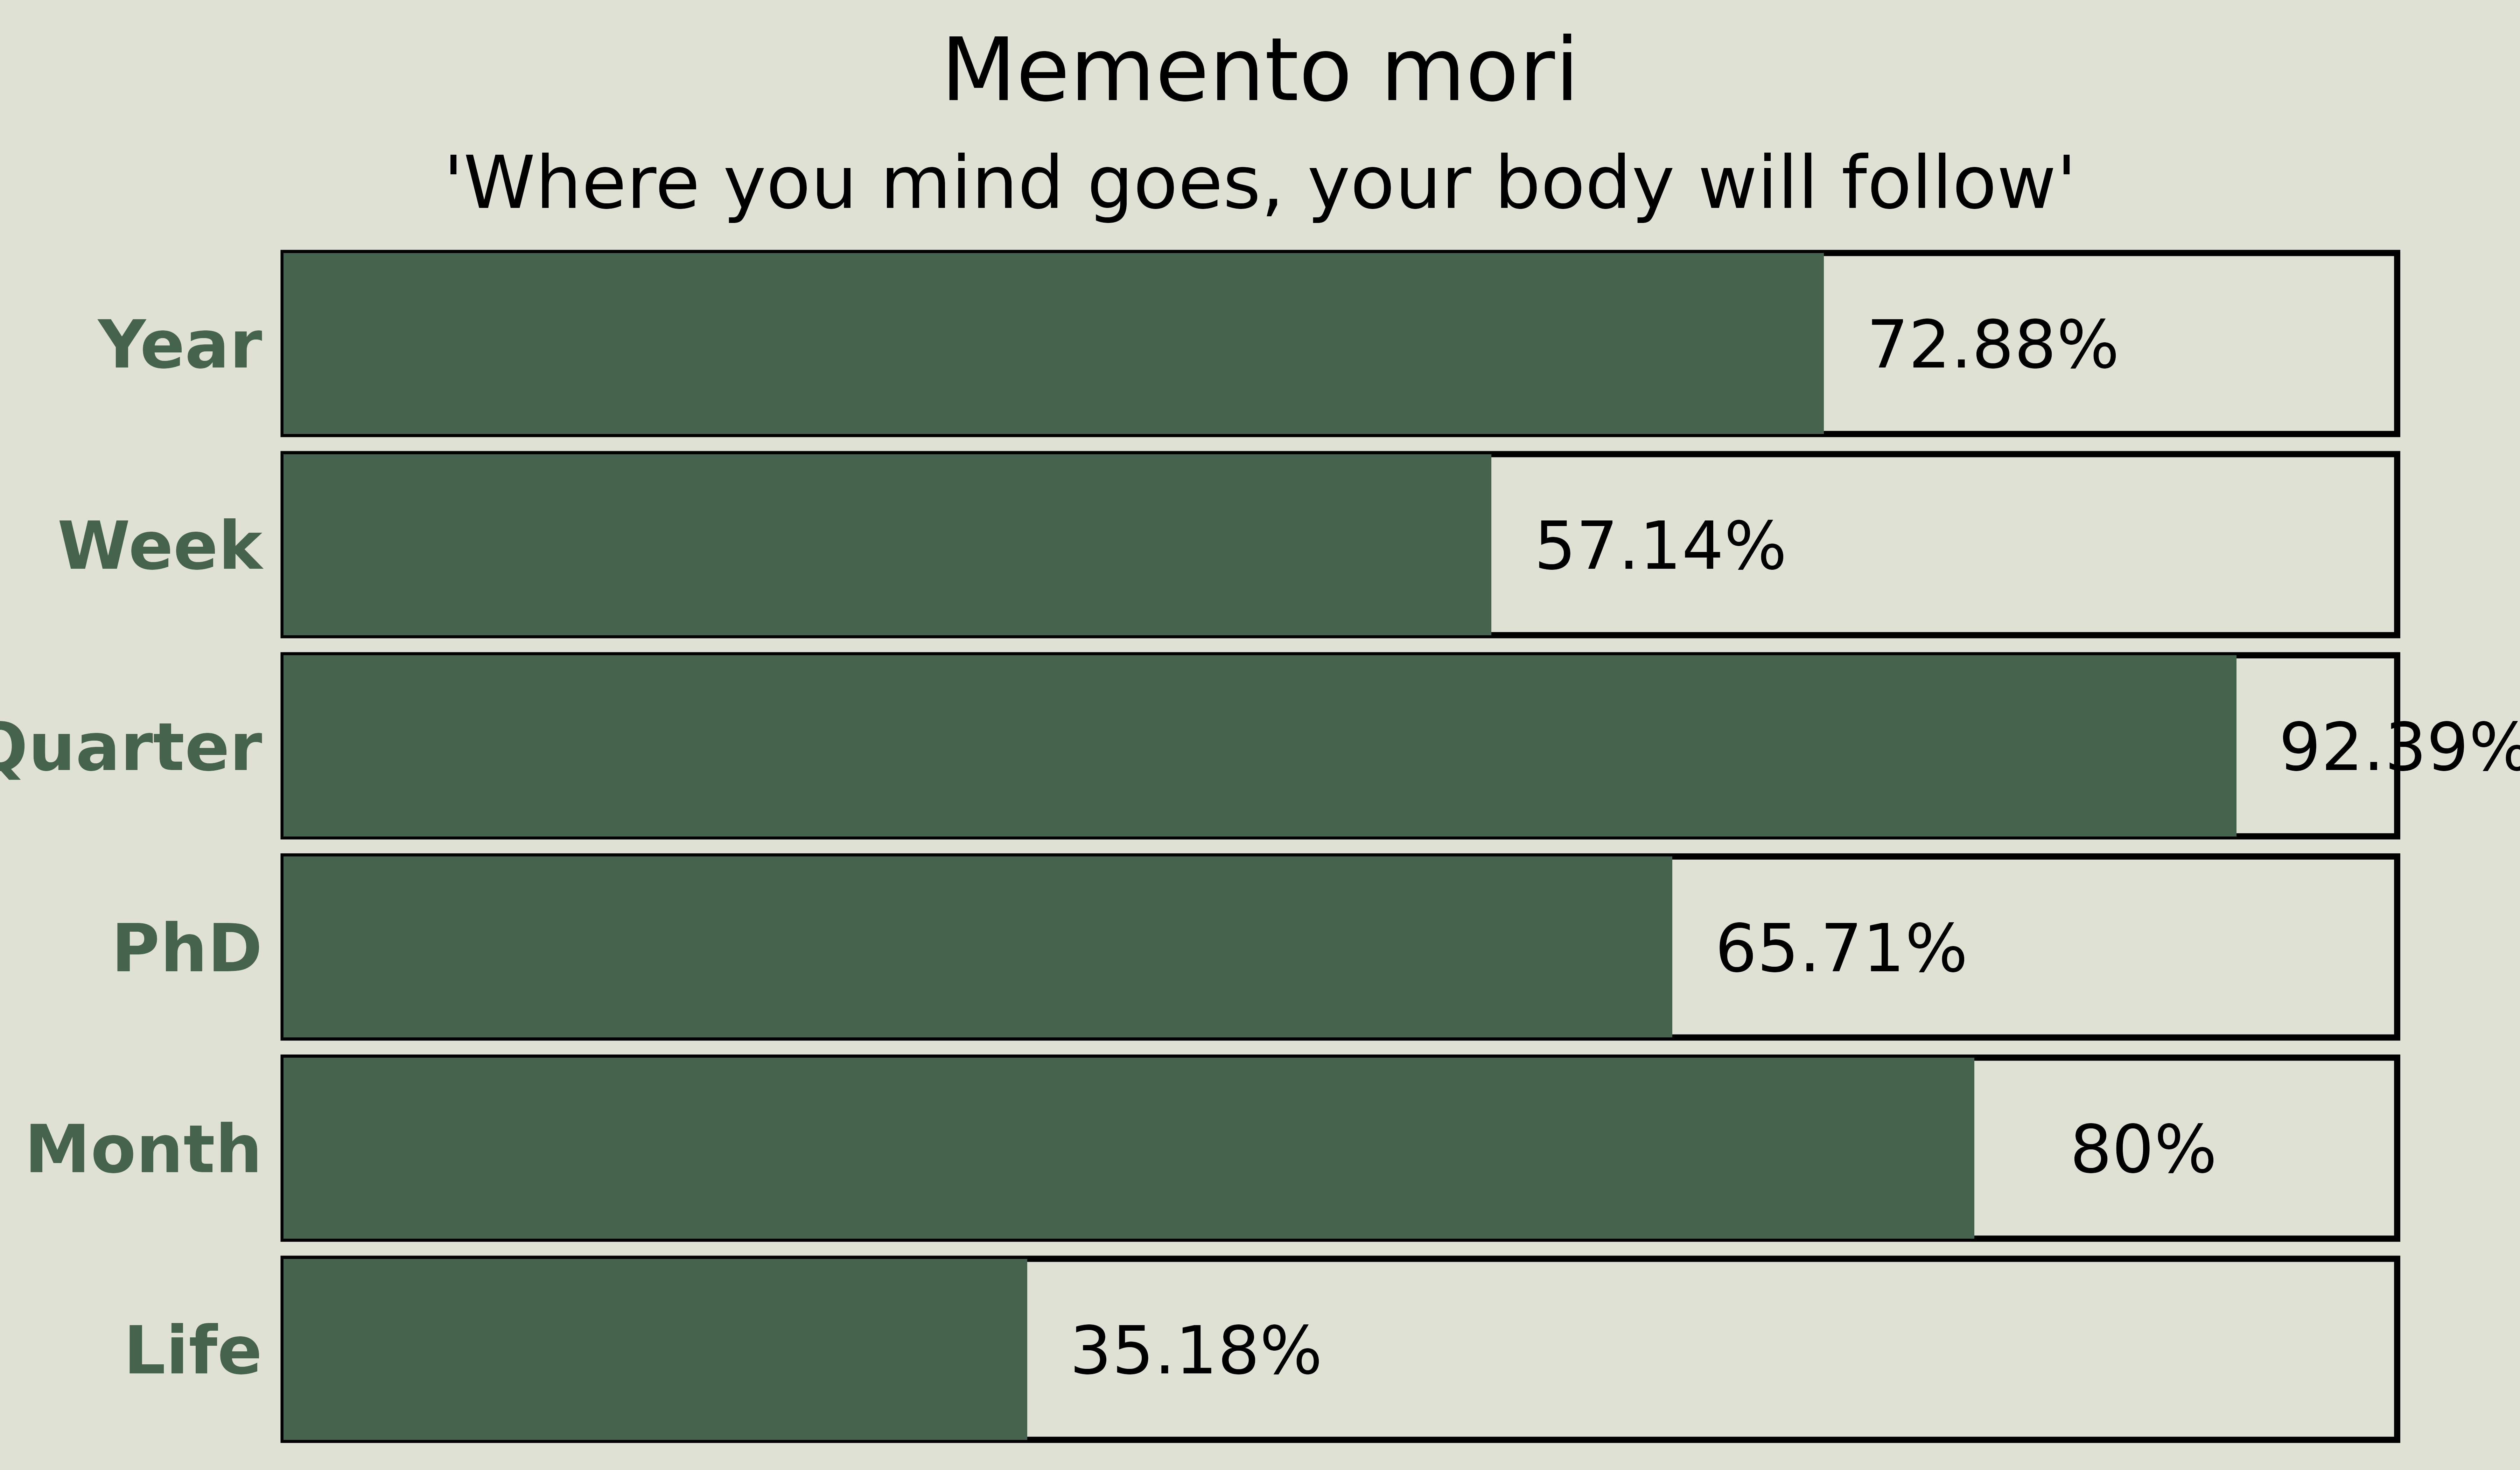 Memento mori
'Where you mind goes, your body will follow'
Year 72.88%
Week 57.14%
Quarter 92.39%
PhD 65.71%
Month 80%
Life 35.18%